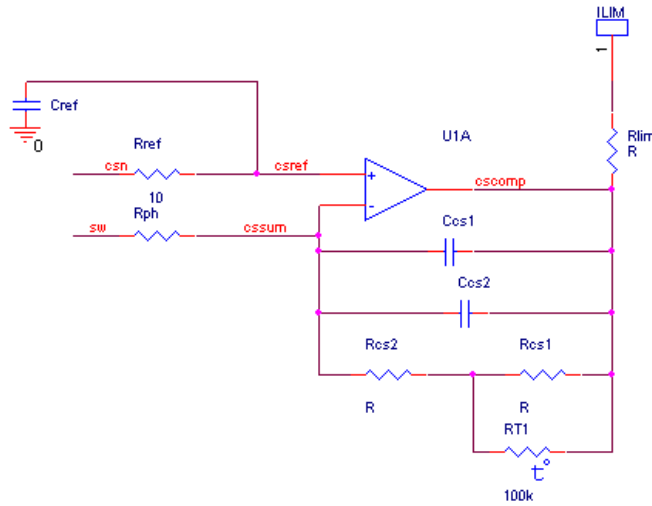 ILIM
1
Cref
0
Rref
U1A
Rlim
R
csn
csref
+
10
Rph
cscomp
-
sw
cssum
Ccs1
Ccs2
Rcs2
Rcs1
R
R
RT1
t°
100k